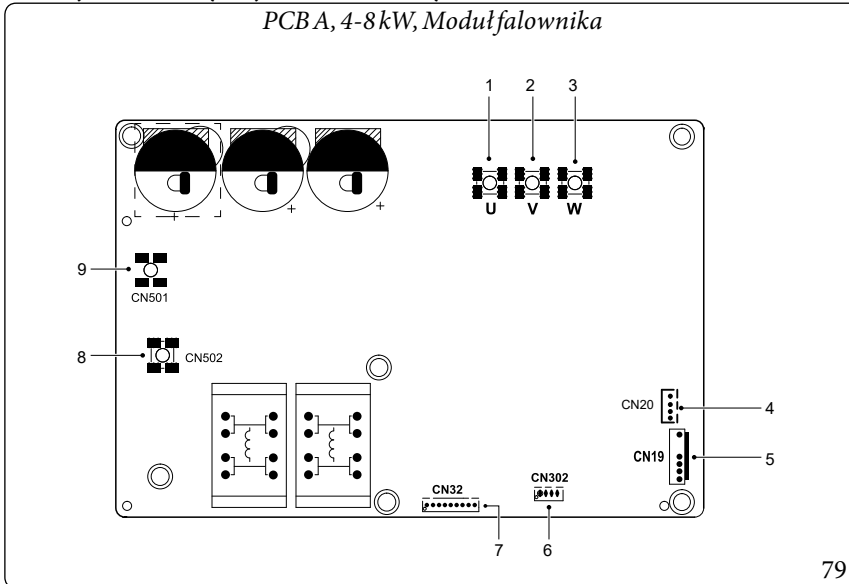 PCB A, 4-8 kW, Moduł falownika
1 2 3
U V W
9
CN501
8 CN502
CN20 4
CN19 5
CN32 CN302
7 6
79